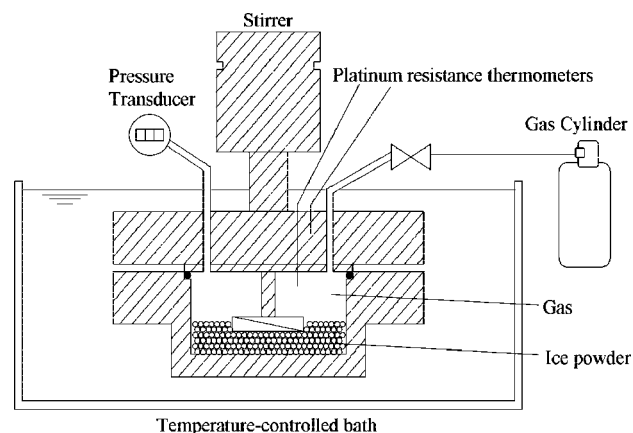 Stirrer
Pressure
Transducer
Platinum resistance thermometers
Gas Cylinder
Gas
Ice powder
Temperature-controlled bath